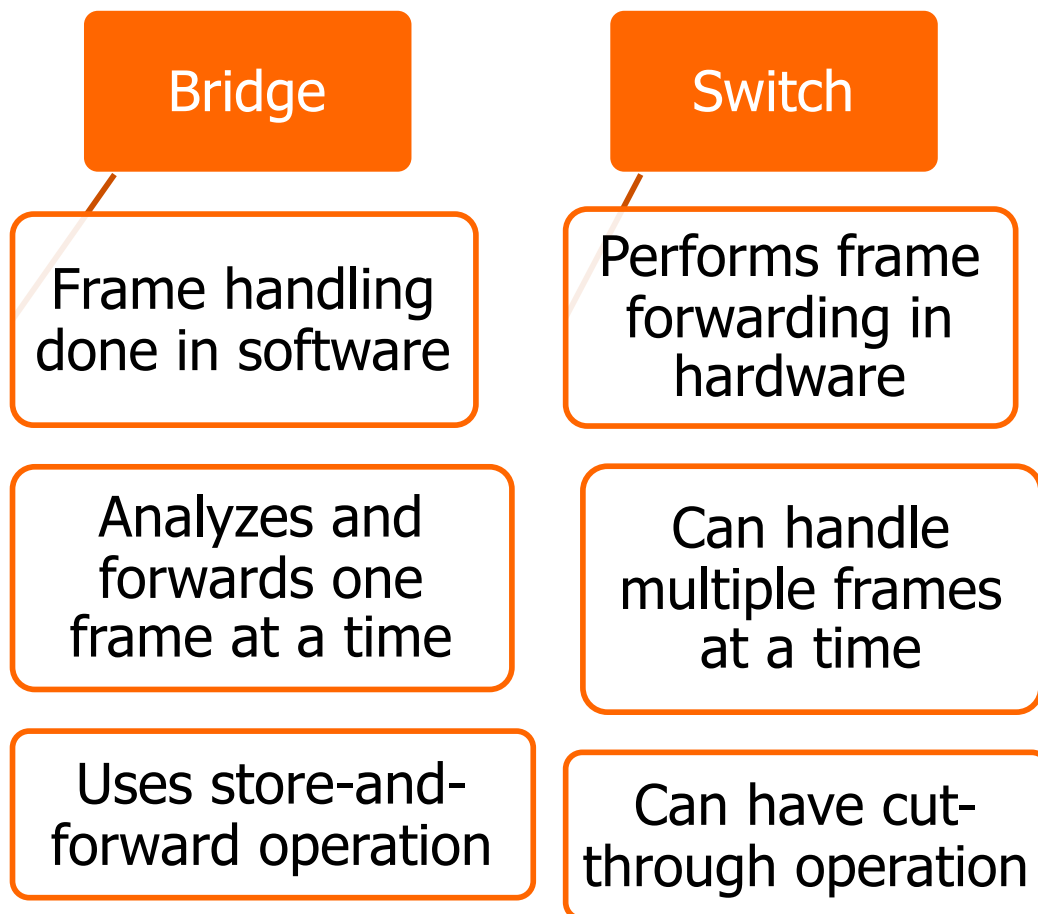 Bridge
Frame handling
done in software
Analyzes and
forwards one
frame at a time
Uses store-and-
forward operation
Switch
Performs frame
forwarding in
hardware
Can handle
multiple frames
at a time
Can have cut-
through operation